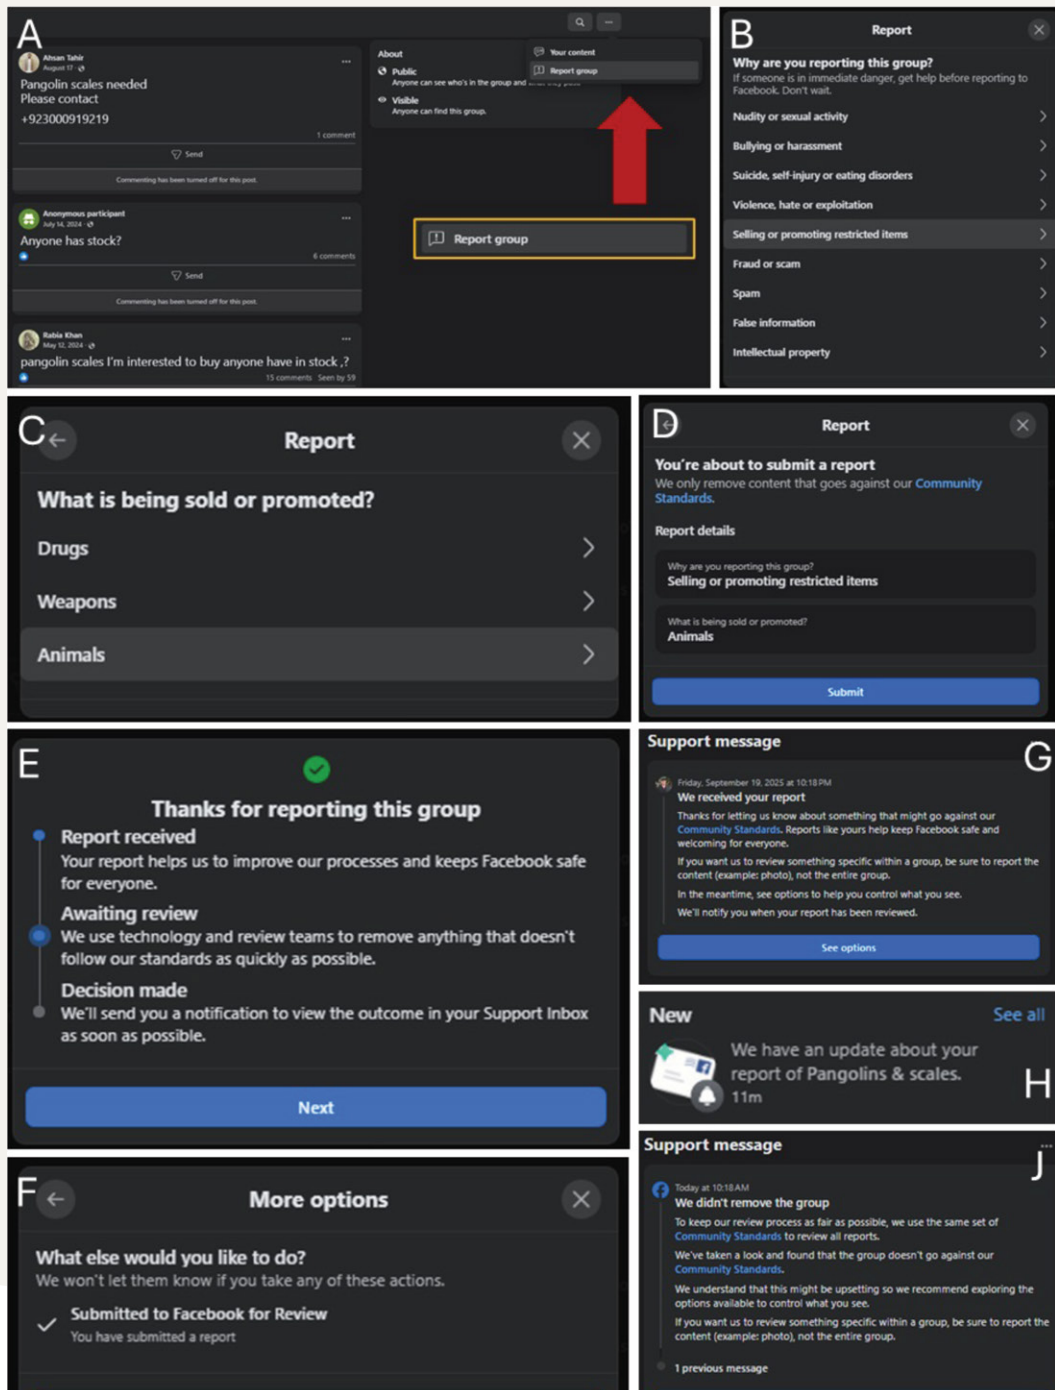 A
Ahsan Tahir
August 17
Pangolin scales needed
Please contact
+923000919219
1 comment
Send
Commenting has been turned off for this post.
Anonymous participant
July 14, 2024
Anyone has stock?
6 comments
Send
Commenting has been turned off for this post.
Rabia Khan
May 12, 2024
pangolin scales I'm interested to buy anyone have in stock ,?
15 comments Seen by 59
About
Public
Anyone can see who's in the group and what they post.
Visible
Anyone can find this group.
Your content
Report group
Report group
B
Report
Why are you reporting this group?
If someone is in immediate danger, get help before reporting to
Facebook. Don't wait.
Nudity or sexual activity
Bullying or harassment
Suicide, self-injury or eating disorders
Violence, hate or exploitation
Selling or promoting restricted items
Fraud or scam
Spam
False information
Intellectual property
C
Report
What is being sold or promoted?
Drugs
Weapons
Animals
D
Report
You're about to submit a report
We only remove content that goes against our Community
Standards.
Report details
Why are you reporting this group?
Selling or promoting restricted items
What is being sold or promoted?
Animals
Submit
E
Thanks for reporting this group
Report received
Your report helps us to improve our processes and keeps Facebook safe
for everyone.
Awaiting review
We use technology and review teams to remove anything that doesn't
follow our standards as quickly as possible.
Decision made
We'll send you a notification to view the outcome in your Support Inbox
as soon as possible.
Next
F
More options
What else would you like to do?
We won't let them know if you take any of these actions.
Submitted to Facebook for Review
You have submitted a report
Support message
G
Friday, September 19, 2025 at 10:18 PM
We received your report
Thanks for letting us know about something that might go against our
Community Standards. Reports like yours help keep Facebook safe and
welcoming for everyone.
If you want us to review something specific within a group, be sure to report the
content (example: photo), not the entire group.
In the meantime, see options to help you control what you see.
We'll notify you when your report has been reviewed.
See options
New
See all
We have an update about your
report of Pangolins & scales.
11m
H
Support message
J
Today at 10:18 AM
We didn't remove the group
To keep our review process as fair as possible, we use the same set of
Community Standards to review all reports.
We've taken a look and found that the group doesn't go against our
Community Standards.
We understand that this might be upsetting so we recommend exploring the
options available to control what you see.
If you want us to review something specific within a group, be sure to report the
content (example: photo), not the entire group.
1 previous message